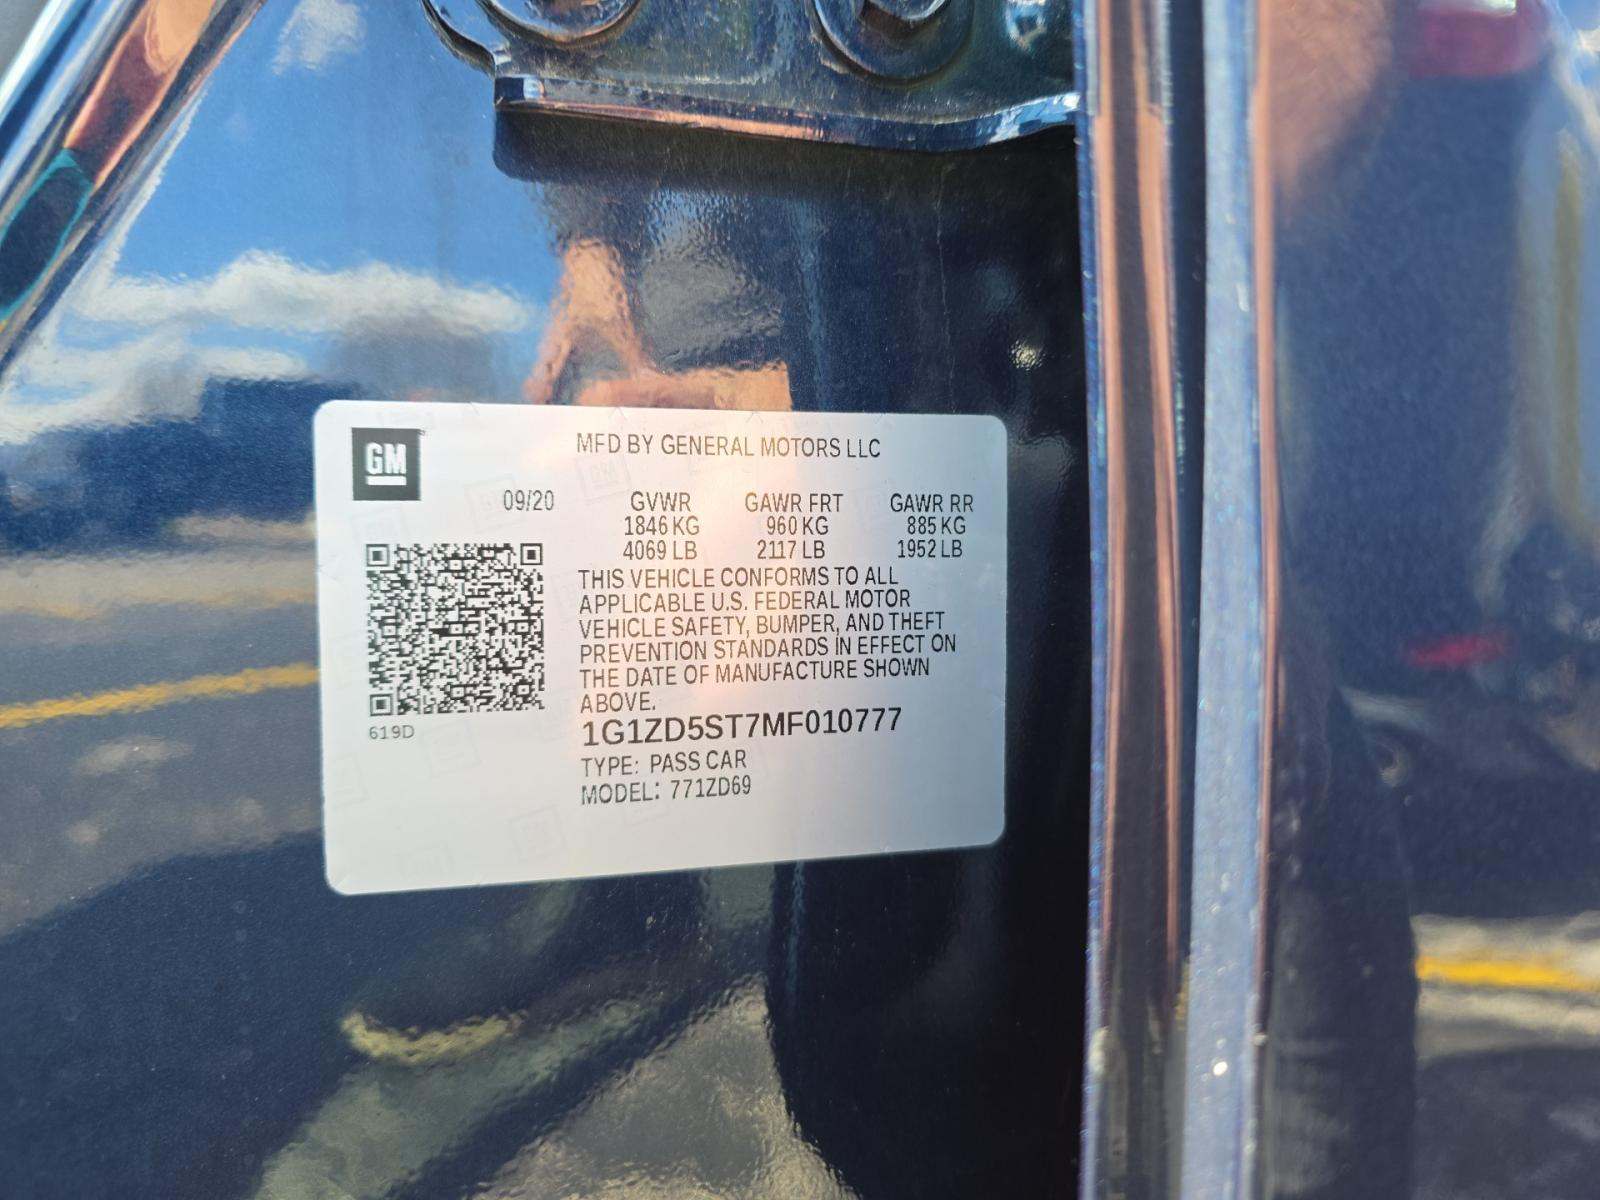 GM
MFD BY GENERAL MOTORS LLC
09/20 GVWR GAWR FRT GAWR RR
1846 KG 960 KG 885 KG
4069 LB 2117 LB 1952 LB
THIS VEHICLE CONFORMS TO ALL
APPLICABLE U.S. FEDERAL MOTOR
VEHICLE SAFETY, BUMPER, AND THEFT
PREVENTION STANDARDS IN EFFECT ON
THE DATE OF MANUFACTURE SHOWN
ABOVE.
619D
1G1ZD5ST7MF010777
TYPE: PASS CAR
MODEL: 771ZD69